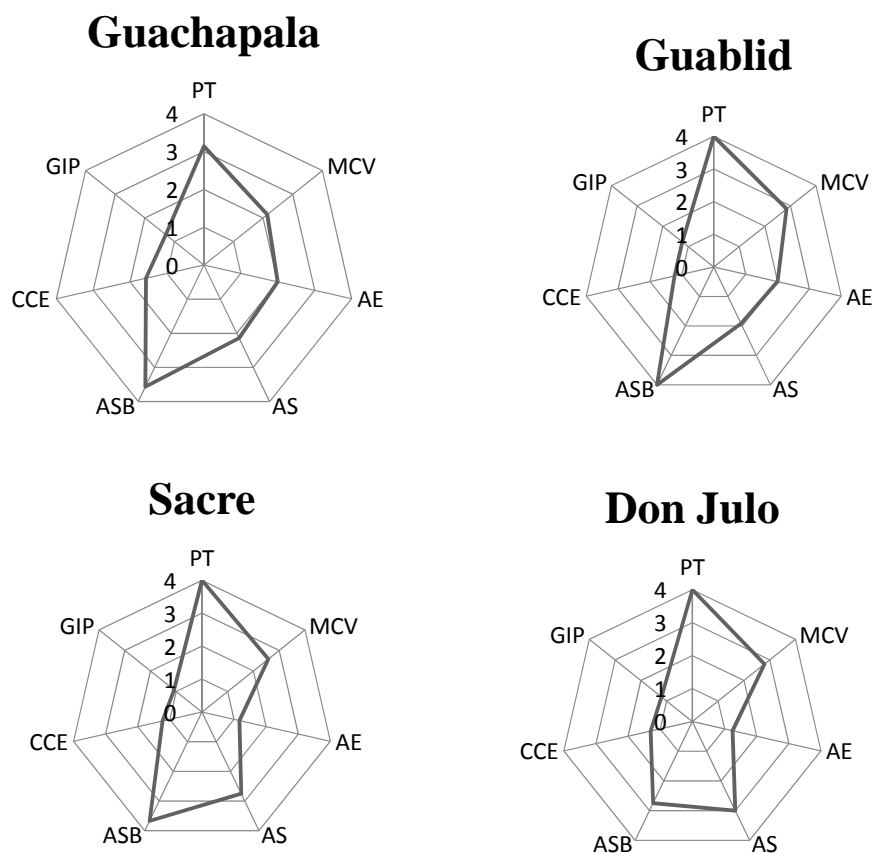 Guachapala
PT
4
3
2
1
0
MCV
AE
AS
ASB
CCE
GIP
Guablid
PT
4
3
2
1
0
MCV
AE
AS
ASB
CCE
GIP
Sacre
PT
4
3
2
1
0
MCV
AE
AS
ASB
CCE
GIP
Don Julo
PT
4
3
2
1
0
MCV
AE
AS
ASB
CCE
GIP